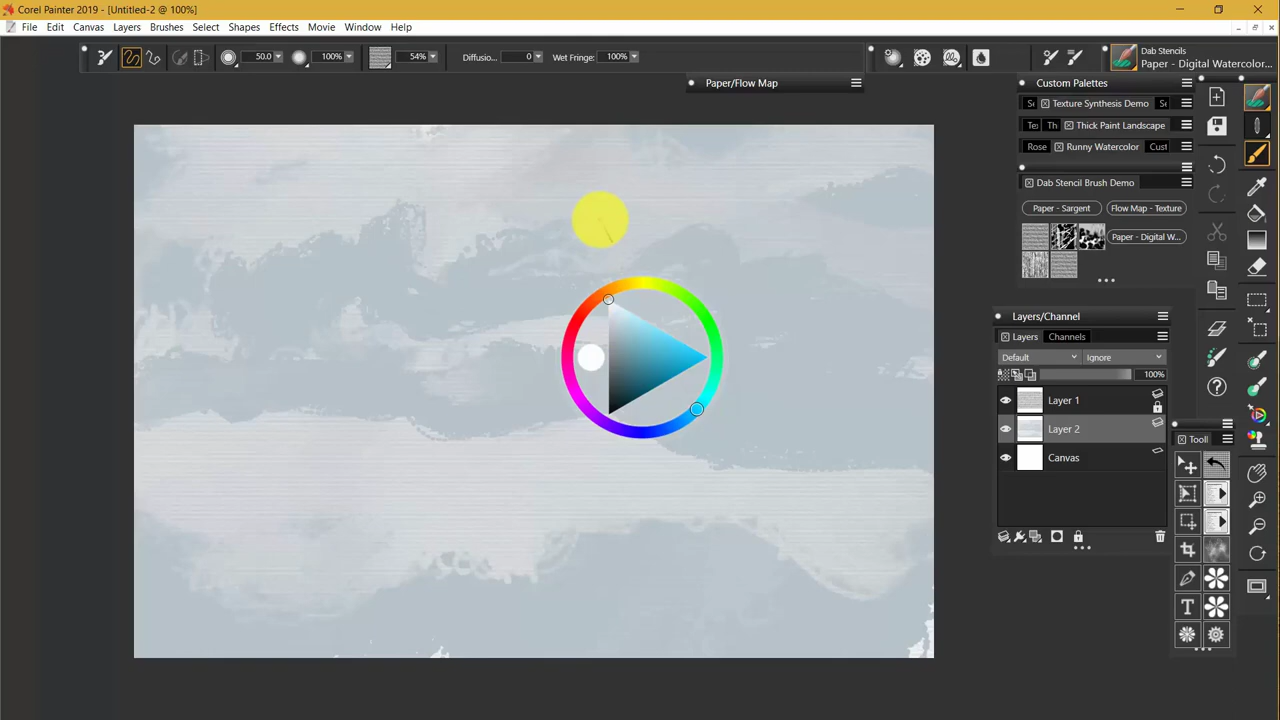 Corel Painter 2019 - [Untitled-2 @ 100%]
File Edit Canvas Layers Brushes Select Shapes Effects Movie Window Help
50.0 100% 54% Diffusio... 0 Wet Fringe: 100%
Dab Stencils
Paper - Digital Watercolor...
Paper/Flow Map
Custom Palettes
Texture Synthesis Demo
Thick Paint Landscape
Rose Runny Watercolor Cust
Dab Stencil Brush Demo
Paper - Sargent Flow Map - Texture
Paper - Digital W...
Layers/Channel
Layers Channels
Default Ignore
100%
Layer 1
Layer 2
Canvas
Tooll
T